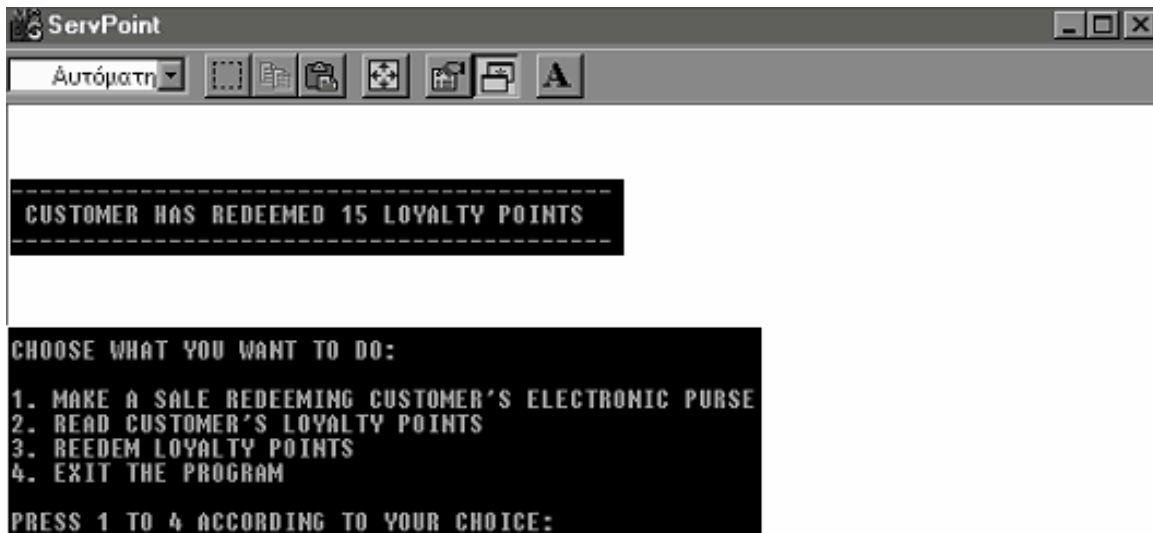 ServPoint
Αυτόματη
A
-------------------------------------------
CUSTOMER HAS REDEEMED 15 LOYALTY POINTS
-------------------------------------------
CHOOSE WHAT YOU WANT TO DO:
1. MAKE A SALE REDEEMING CUSTOMER'S ELECTRONIC PURSE
2. READ CUSTOMER'S LOYALTY POINTS
3. REEDEM LOYALTY POINTS
4. EXIT THE PROGRAM
PRESS 1 TO 4 ACCORDING TO YOUR CHOICE: